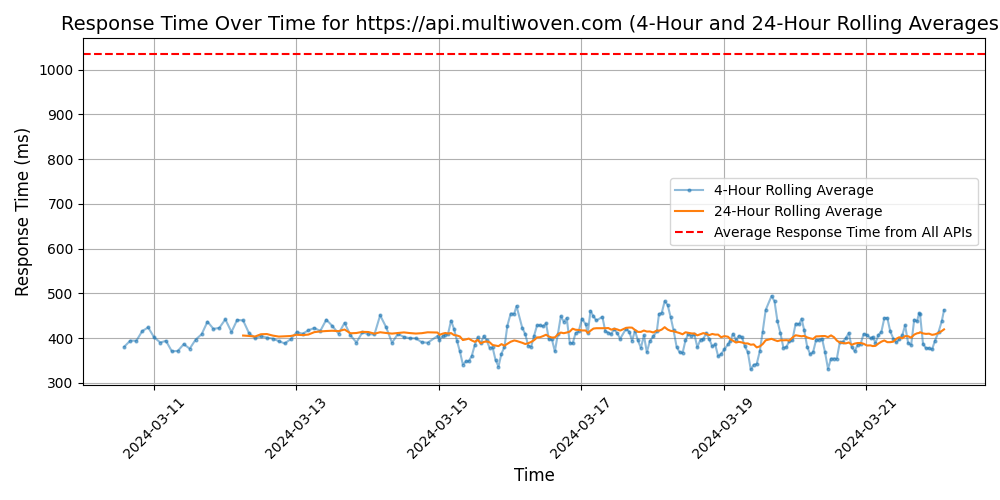 Response Time Over Time for https://api.multiwoven.com (4-Hour and 24-Hour Rolling Averages
Response Time (ms)
1000
900
800
700
600
500
400
300
4-Hour Rolling Average
24-Hour Rolling Average
Average Response Time from All APIs
2024-03-11
2024-03-13
2024-03-15
2024-03-17
2024-03-19
2024-03-21
Time